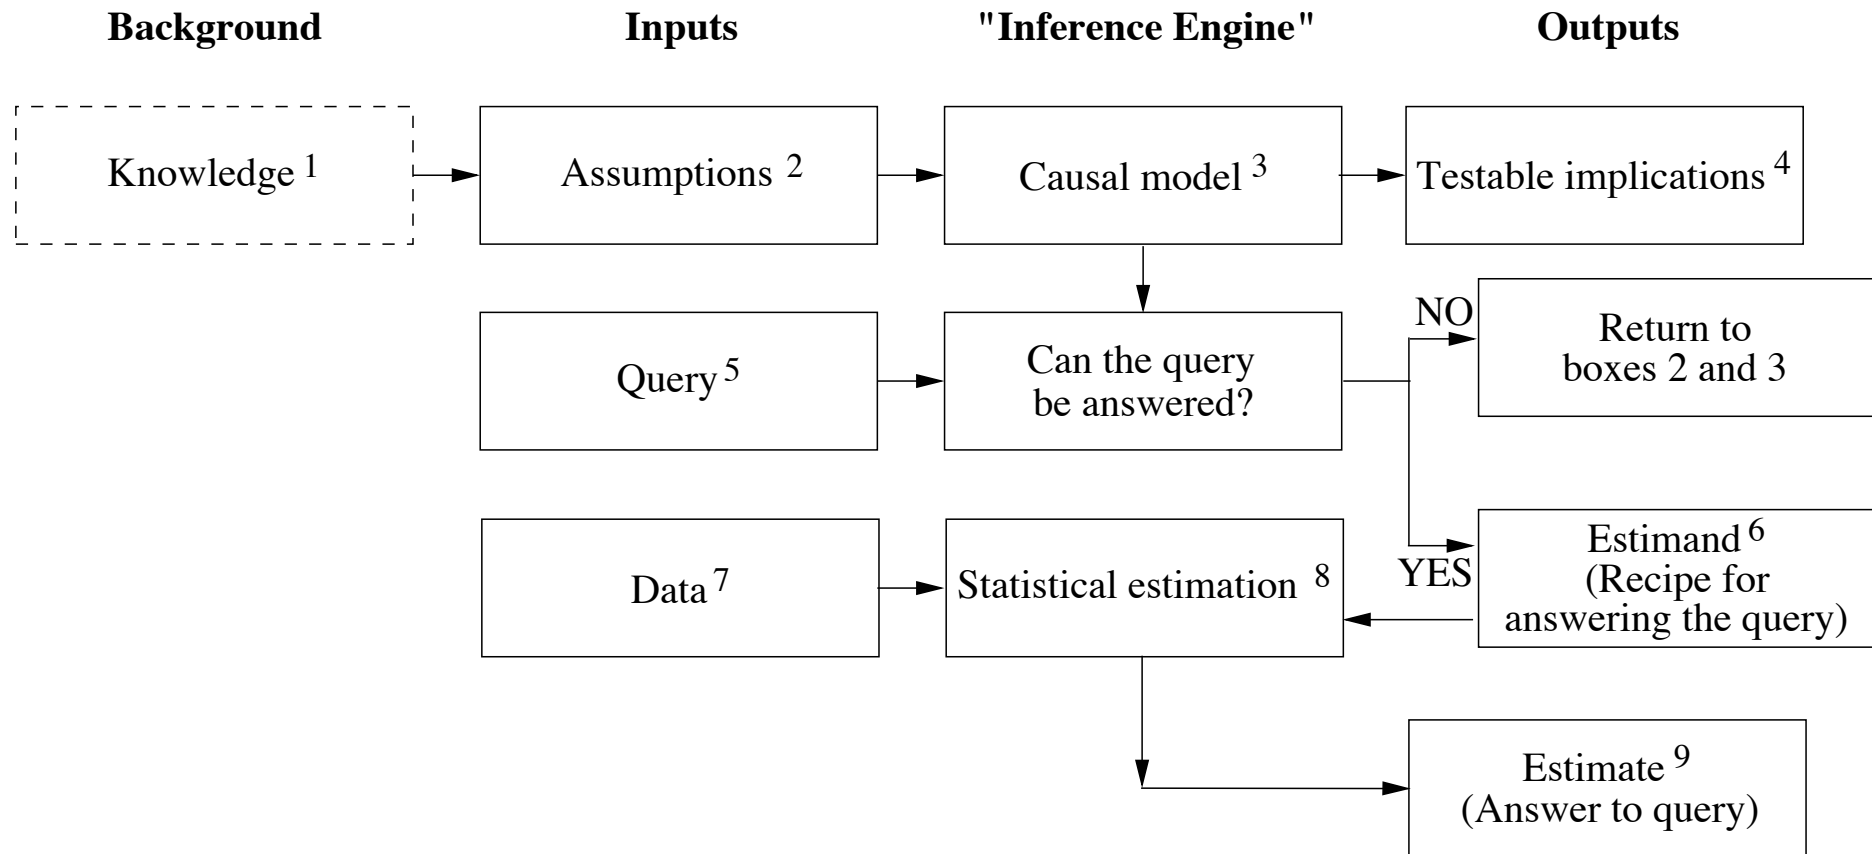 Background
Inputs
"Inference Engine"
Outputs
Knowledge 1
Assumptions 2
Causal model 3
Testable implications 4
Query 5
Can the query
be answered?
NO
Return to
boxes 2 and 3
YES
Estimand 6
(Recipe for
answering the query)
Data 7
Statistical estimation 8
Estimate 9
(Answer to query)